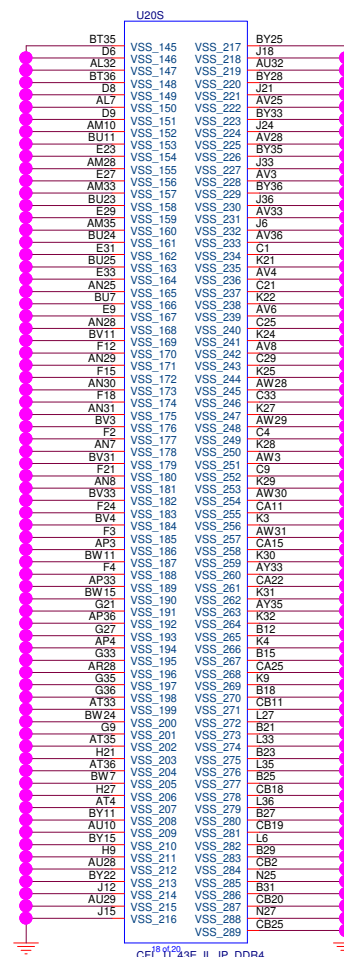 U20S
BT35 VSS_145 VSS_217 BY25
D6 VSS_146 VSS_218 J18
AL32 VSS_147 VSS_219 AU32
BT36 VSS_148 VSS_220 BY28
D8 VSS_149 VSS_221 J21
AL7 VSS_150 VSS_222 AV25
D9 VSS_151 VSS_223 BY33
AM10 VSS_152 VSS_224 J24
BU11 VSS_153 VSS_225 AV28
E23 VSS_154 VSS_226 BY35
AM28 VSS_155 VSS_227 J33
E27 VSS_156 VSS_228 AV3
AM33 VSS_157 VSS_229 BY36
BU23 VSS_158 VSS_230 J36
E29 VSS_159 VSS_231 AV33
AM35 VSS_160 VSS_232 J6
BU24 VSS_161 VSS_233 AV36
E31 VSS_162 VSS_234 C1
BU25 VSS_163 VSS_235 K21
E33 VSS_164 VSS_236 AV4
AN25 VSS_165 VSS_237 C21
BU7 VSS_166 VSS_238 K22
E9 VSS_167 VSS_239 AV6
AN28 VSS_168 VSS_240 C25
BV11 VSS_169 VSS_241 K24
F12 VSS_170 VSS_242 AV8
AN29 VSS_171 VSS_243 C29
F15 VSS_172 VSS_244 K25
AN30 VSS_173 VSS_245 AW28
F18 VSS_174 VSS_246 C33
AN31 VSS_175 VSS_247 K27
BV3 VSS_176 VSS_248 AW29
F2 VSS_177 VSS_249 C4
AN7 VSS_178 VSS_250 K28
BV31 VSS_179 VSS_251 AW3
F21 VSS_180 VSS_252 C9
AN8 VSS_181 VSS_253 K29
BV33 VSS_182 VSS_254 AW30
F24 VSS_183 VSS_255 CA11
BV4 VSS_184 VSS_256 K3
F3 VSS_185 VSS_257 AW31
AP3 VSS_186 VSS_258 CA15
BW11 VSS_187 VSS_259 K30
F4 VSS_188 VSS_260 AY33
AP33 VSS_189 VSS_261 CA22
BW15 VSS_190 VSS_262 K31
G21 VSS_191 VSS_263 AY35
AP36 VSS_192 VSS_264 K32
G27 VSS_193 VSS_265 B12
AP4 VSS_194 VSS_266 K4
G33 VSS_195 VSS_267 B15
AR28 VSS_196 VSS_268 CA25
G35 VSS_197 VSS_269 K9
G36 VSS_198 VSS_270 B18
AT33 VSS_199 VSS_271 CB11
BW24 VSS_200 VSS_272 L27
G9 VSS_201 VSS_273 B21
AT35 VSS_202 VSS_274 L33
H21 VSS_203 VSS_275 B23
AT36 VSS_204 VSS_276 L35
BW7 VSS_205 VSS_277 B25
H27 VSS_206 VSS_278 CB18
AT4 VSS_207 VSS_279 L36
BY11 VSS_208 VSS_280 B27
AU10 VSS_209 VSS_281 CB19
BY15 VSS_210 VSS_282 L6
H9 VSS_211 VSS_283 B29
AU28 VSS_212 VSS_284 CB2
BY22 VSS_213 VSS_285 N25
J12 VSS_214 VSS_286 B31
AU29 VSS_215 VSS_287 CB20
J15 VSS_216 VSS_288 N27
VSS_289 CB25
18 of 20
DDR4